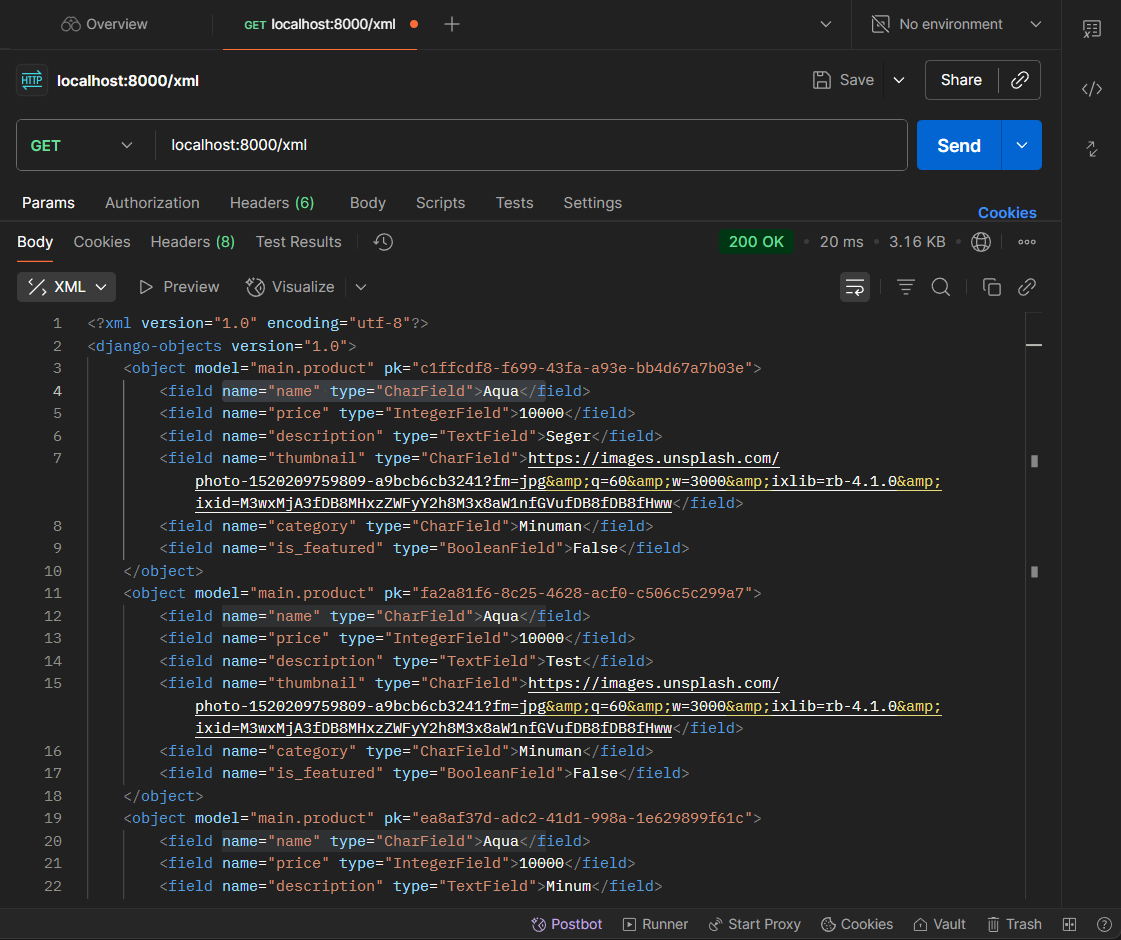 Overview
GET localhost:8000/xml
No environment
HTTP localhost:8000/xml
Save
Share
GET
localhost:8000/xml
Send
Params Authorization Headers (6) Body Scripts Tests Settings
Cookies
Body Cookies Headers (8) Test Results
200 OK • 20 ms • 3.16 KB •
XML
Preview
Visualize
1 <?xml version="1.0" encoding="utf-8"?>
2 <django-objects version="1.0">
3 <object model="main.product" pk="c1ffcdf8-f699-43fa-a93e-bb4d67a7b03e">
4 <field name="name" type="CharField">Aqua</field>
5 <field name="price" type="IntegerField">10000</field>
6 <field name="description" type="TextField">Seger</field>
7 <field name="thumbnail" type="CharField">https://images.unsplash.com/
photo-1520209759809-a9bcb6cb3241?fm=jpg&amp;q=60&amp;w=3000&amp;ixlib=rb-4.1.0&amp;
ixid=M3wxMjA3fDB8MHxzZWFyY2h8M3x8aW1nfGVufDB8fDB8fHww</field>
8 <field name="category" type="CharField">Minuman</field>
9 <field name="is_featured" type="BooleanField">False</field>
10 </object>
11 <object model="main.product" pk="fa2a81f6-8c25-4628-acf0-c506c5c299a7">
12 <field name="name" type="CharField">Aqua</field>
13 <field name="price" type="IntegerField">10000</field>
14 <field name="description" type="TextField">Test</field>
15 <field name="thumbnail" type="CharField">https://images.unsplash.com/
photo-1520209759809-a9bcb6cb3241?fm=jpg&amp;q=60&amp;w=3000&amp;ixlib=rb-4.1.0&amp;
ixid=M3wxMjA3fDB8MHxzZWFyY2h8M3x8aW1nfGVufDB8fDB8fHww</field>
16 <field name="category" type="CharField">Minuman</field>
17 <field name="is_featured" type="BooleanField">False</field>
18 </object>
19 <object model="main.product" pk="ea8af37d-adc2-41d1-998a-1e629899f61c">
20 <field name="name" type="CharField">Aqua</field>
21 <field name="price" type="IntegerField">10000</field>
22 <field name="description" type="TextField">Minum</field>
Postbot Runner Start Proxy Cookies Vault Trash